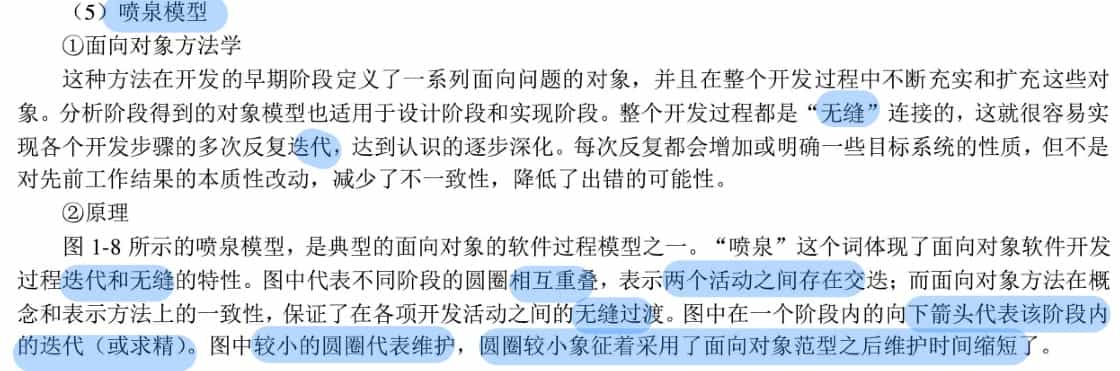 （5）喷泉模型
①面向对象方法学
这种方法在开发的早期阶段定义了一系列面向问题的对象，并且在整个开发过程中不断充实和扩充这些对
象。分析阶段得到的对象模型也适用于设计阶段和实现阶段。整个开发过程都是“无缝”连接的，这就很容易实
现各个开发步骤的多次反复迭代，达到认识的逐步深化。每次反复都会增加或明确一些目标系统的性质，但不是
对先前工作结果的本质性改动，减少了不一致性，降低了出错的可能性。
②原理
图 1-8 所示的喷泉模型，是典型的面向对象的软件过程模型之一。“喷泉”这个词体现了面向对象软件开发
过程迭代和无缝的特性。图中代表不同阶段的圆圈相互重叠，表示两个活动之间存在交迭；而面向对象方法在概
念和表示方法上的一致性，保证了在各项开发活动之间的无缝过渡。图中在一个阶段内的向下箭头代表该阶段内
的迭代（或求精）。图中较小的圆圈代表维护，圆圈较小象征着采用了面向对象范型之后维护时间缩短了。